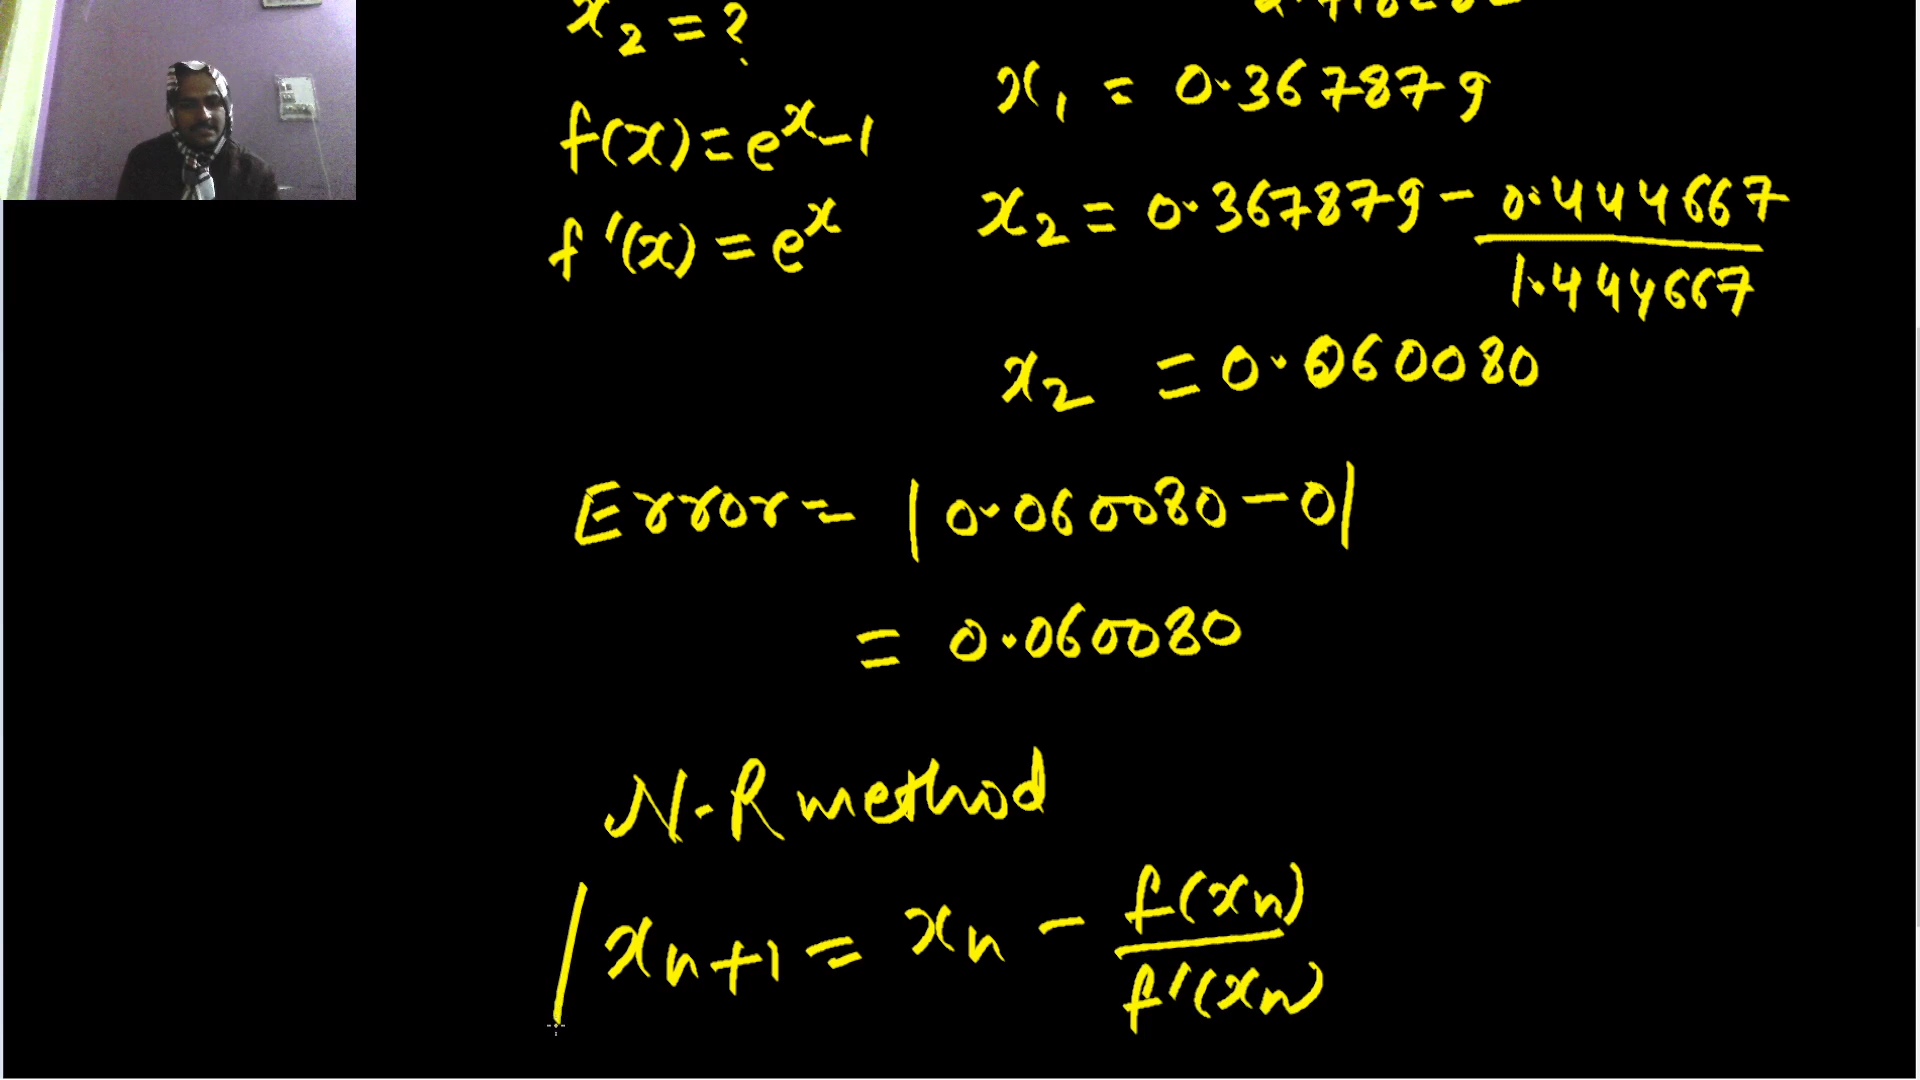 x₂ = ?
f(x) = eˣ - 1
f'(x) = eˣ
x₁ = 0.367879
x₂ = 0.367879 - 0.444667 / 1.444667
x₂ = 0.060080
Error = |0.060080 - 0|
= 0.060080
N-R method
xₙ₊₁ = xₙ - f(xₙ) / f'(xₙ)